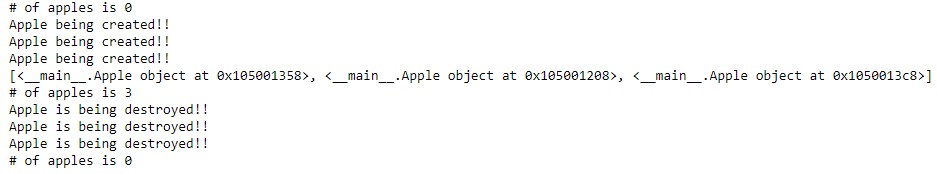 # of apples is 0
Apple being created!!
Apple being created!!
Apple being created!!
[<__main__.Apple object at 0x105001358>, <__main__.Apple object at 0x105001208>, <__main__.Apple object at 0x1050013c8>]
# of apples is 3
Apple is being destroyed!!
Apple is being destroyed!!
Apple is being destroyed!!
# of apples is 0